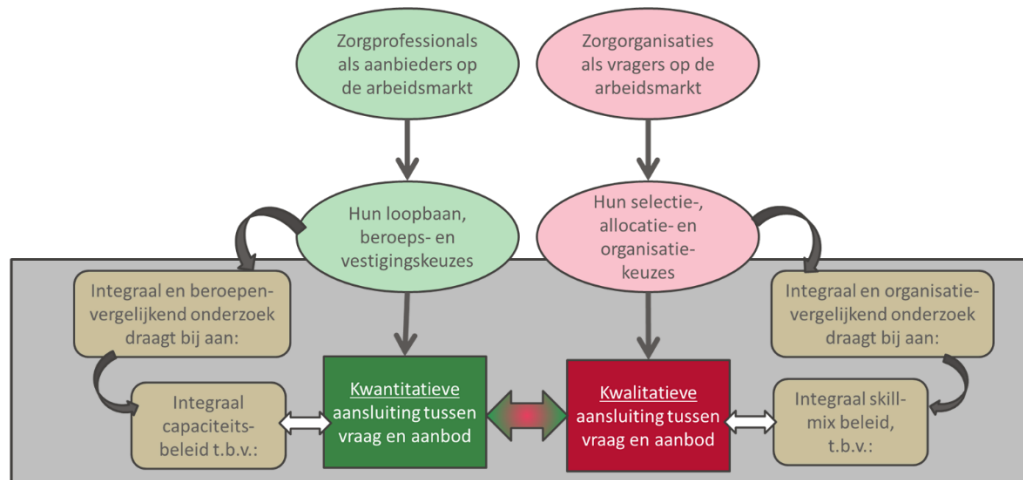 Zorgprofessionals
als aanbieders op
de arbeidsmarkt
Zorgorganisaties
als vragers op de
arbeidsmarkt
Hun loopbaan,
beroeps- en
vestigingskeuzes
Hun selectie-,
allocatie- en
organisatie-
keuzes
Integraal en beroepen-
vergelijkend onderzoek
draagt bij aan:
Integraal en organisatie-
vergelijkend onderzoek
draagt bij aan:
Integraal
capaciteits-
beleid t.b.v.:
Kwantitatieve
aansluiting tussen
vraag en aanbod
Kwalitatieve
aansluiting tussen
vraag en aanbod
Integraal skill-
mix beleid,
t.b.v.: